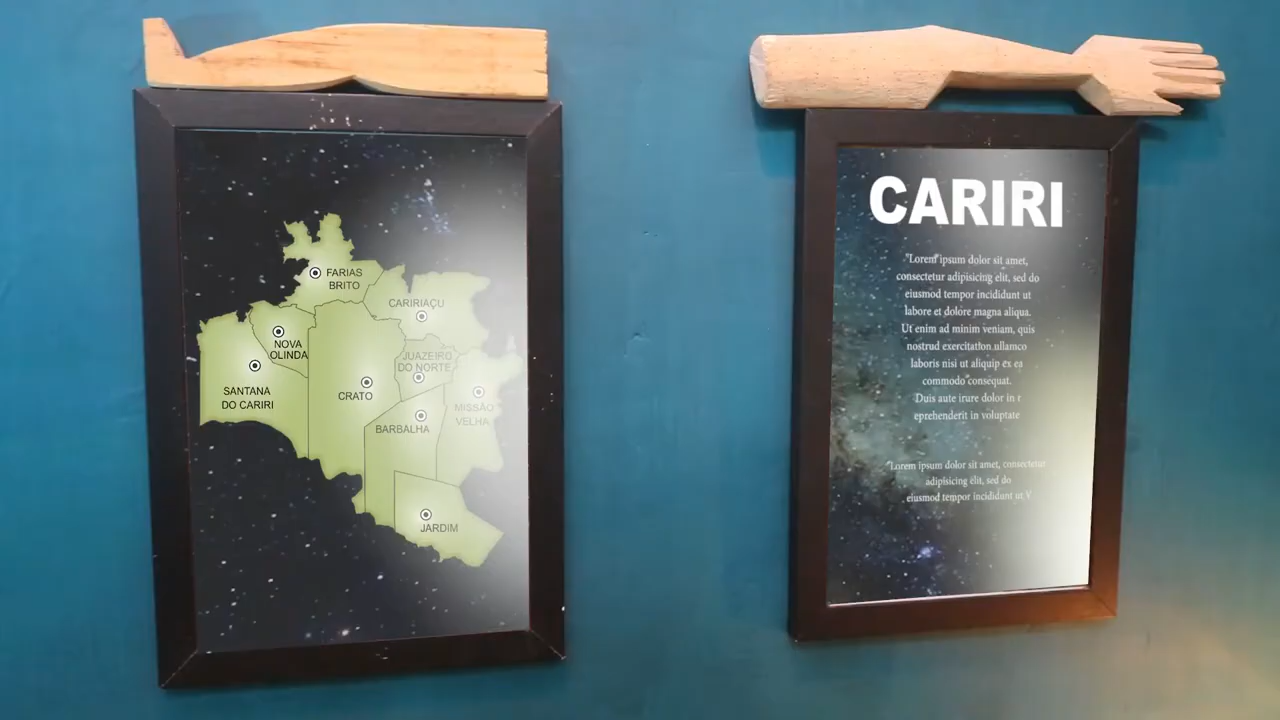 FARIAS
BRITO
CARIRIAÇU
NOVA
OLINDA
JUAZEIRO
DO NORTE
SANTANA
DO CARIRI
CRATO
MISSÃO
VELHA
BARBALHA
JARDIM
CARIRI
"Lorem ipsum dolor sit amet,
consectetur adipisicing elit, sed do
eiusmod tempor incididunt ut
labore et dolore magna aliqua.
Ut enim ad minim veniam, quis
nostrud exercitation ullamco
laboris nisi ut aliquip ex ea
commodo consequat.
Duis aute irure dolor in r
eprehenderit in voluptate
"Lorem ipsum dolor sit amet, consectetur
adipisicing elit, sed do
eiusmod tempor incididunt ut V